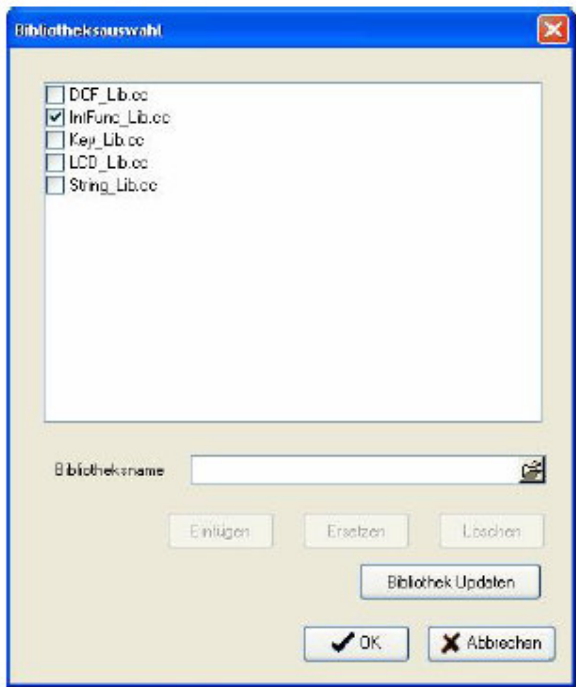 Bibliotheksauswahl
DCF_Lib.cc
IntFunc_Lib.cc
Key_Lib.cc
LCD_Lib.cc
String_Lib.cc
Bibliotheksname
Einfügen Ersetzen Löschen
Bibliothek Updaten
OK Abbrechen